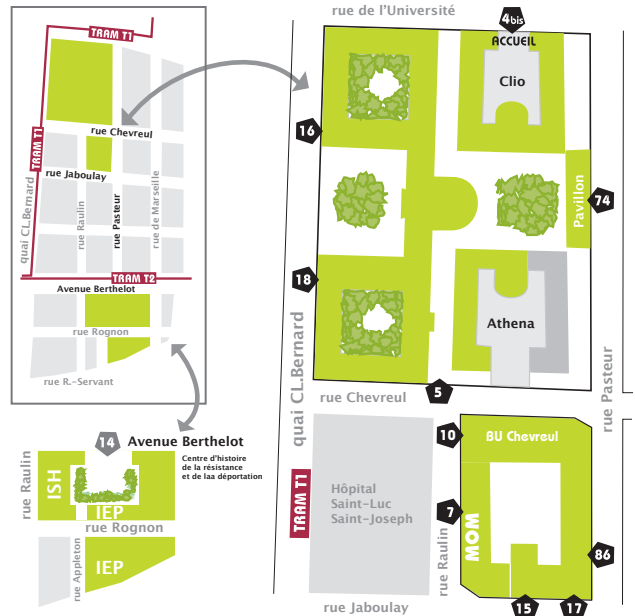 TRAM T1
TRAM T1
rue Chevreul
rue Jaboulay
quai CL.Bernard
rue Raulin
rue Pasteur
rue de Marseille
TRAM T2
Avenue Berthelot
rue Rognon
rue R.-Servant
14
Avenue Berthelot
Centre d'histoire
de la résistance
et de laa déportation
rue Raulin
ISH
IEP
rue Rognon
rue Appleton
IEP
rue de l'Université
4bis
ACCUEIL
Clio
16
Pavillon
74
18
Athena
quai CL.Bernard
rue Chevreul
5
rue Pasteur
10
BU Chevreul
TRAM T1
Hôpital
Saint-Luc
Saint-Joseph
7
rue Raulin
MOM
86
15
17
rue Jaboulay